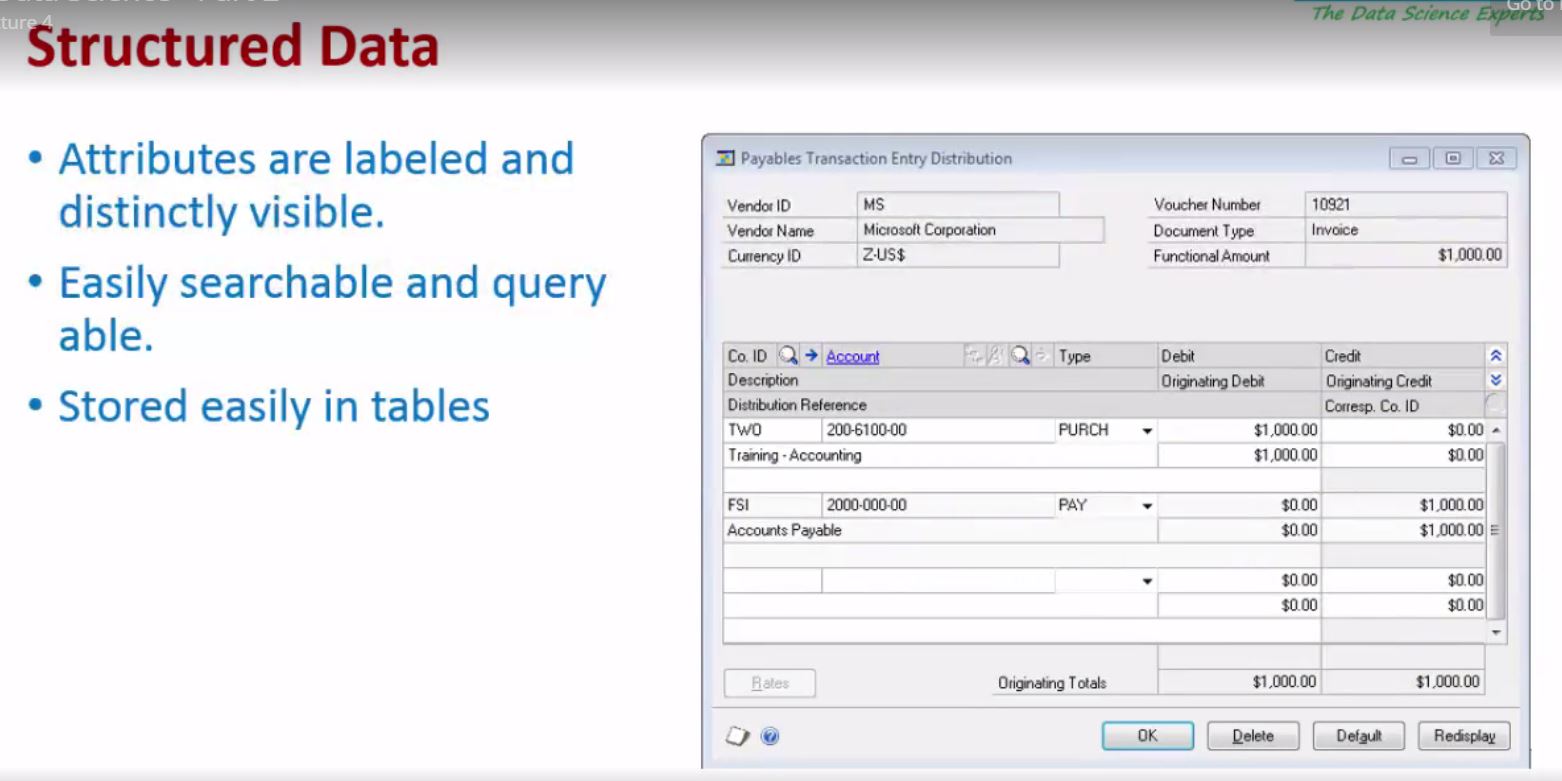 ture 4
The Data Science Experts
Go to
Structured Data
• Attributes are labeled and
distinctly visible.
• Easily searchable and query
able.
• Stored easily in tables
Payables Transaction Entry Distribution
Vendor ID MS Voucher Number 10921
Vendor Name Microsoft Corporation Document Type Invoice
Currency ID Z-US$ Functional Amount $1,000.00
Co. ID Account Type Debit Credit
Description Originating Debit Originating Credit
Distribution Reference Corresp. Co. ID
TWO 200-6100-00 PURCH $1,000.00 $0.00
Training - Accounting $1,000.00 $0.00
FSI 2000-000-00 PAY $0.00 $1,000.00
Accounts Payable $0.00 $1,000.00
$0.00 $0.00
$0.00 $0.00
Rates Originating Totals $1,000.00 $1,000.00
OK Delete Default Redisplay